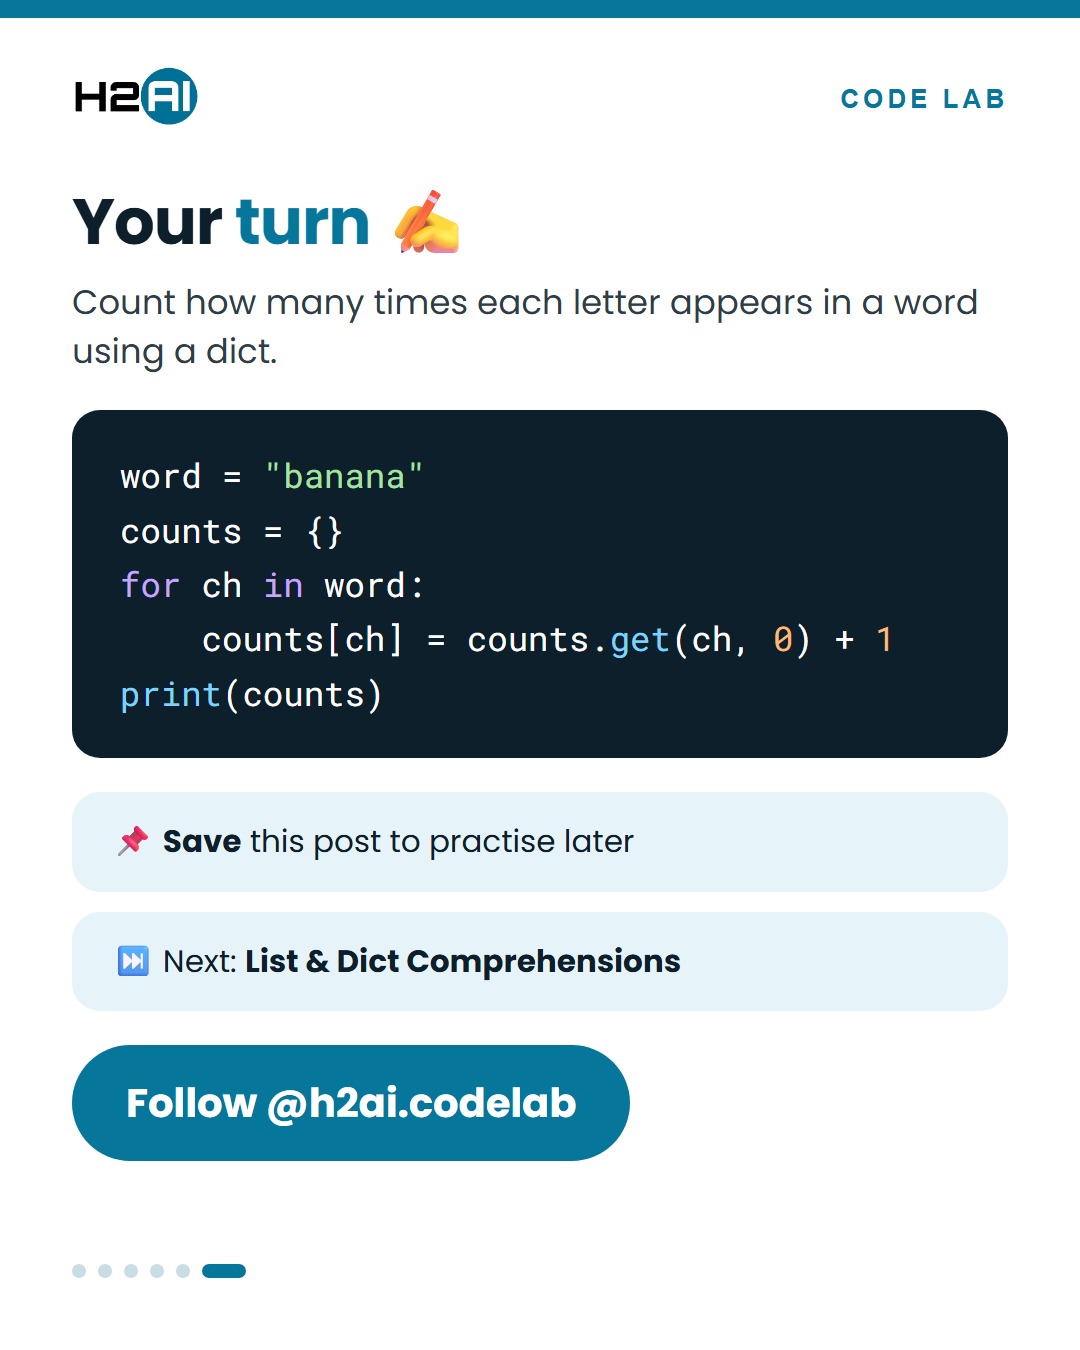 H2AI
CODE LAB
Your turn ✍️
Count how many times each letter appears in a word
using a dict.
word = "banana"
counts = {}
for ch in word:
    counts[ch] = counts.get(ch, 0) + 1
print(counts)
📌 Save this post to practise later
⏭️ Next: List & Dict Comprehensions
Follow @h2ai.codelab